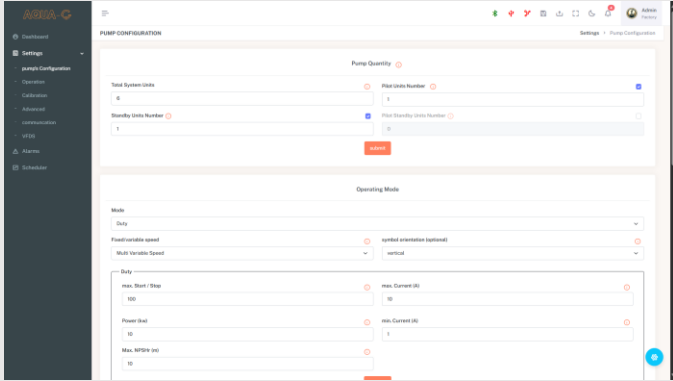 AQUA-C
Admin
Factory
Dashboard
Settings
pump's Configuration
Operation
Calibration
Advanced
communication
VFDS
Alarms
Scheduler
PUMP CONFIGURATION
Settings > Pump Configuration
Pump Quantity
Total System Units
6
Pilot Units Number
1
Standby Units Number
1
Pilot Standby Units Number
0
submit
Operating Mode
Mode
Duty
Fixed/variable speed
Multi Variable Speed
symbol orientation (optional)
vertical
Duty
max. Start / Stop
100
max. Current (A)
10
Power (kw)
10
min. Current (A)
1
Max. NPSHr (m)
10